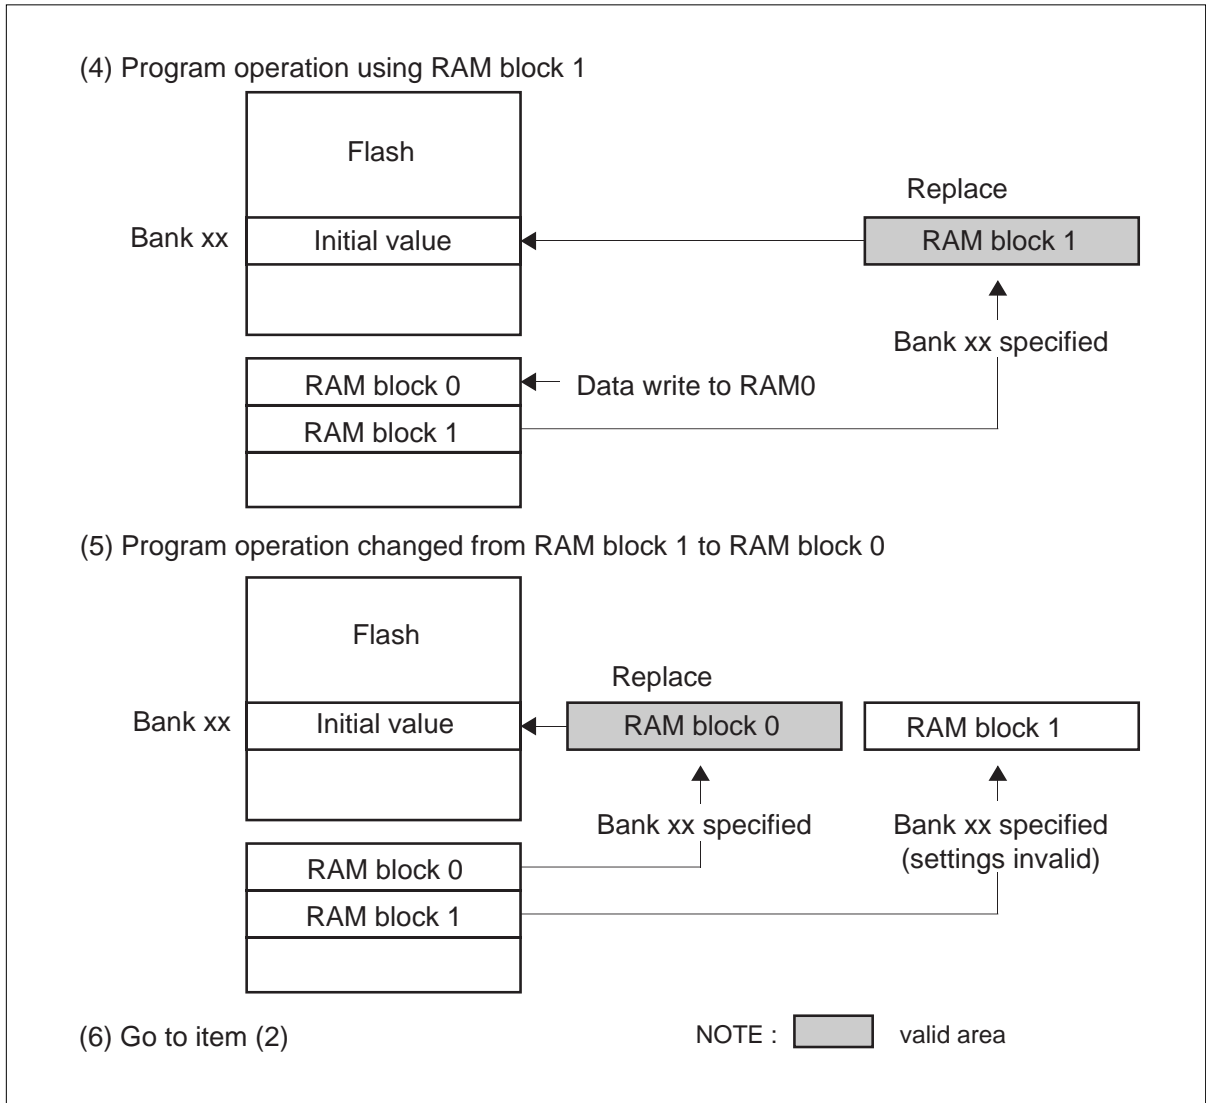 (4) Program operation using RAM block 1
Flash
Replace
Bank xx
Initial value
RAM block 1
Bank xx specified
RAM block 0
Data write to RAM0
RAM block 1
(5) Program operation changed from RAM block 1 to RAM block 0
Flash
Replace
Bank xx
Initial value
RAM block 0
RAM block 1
Bank xx specified
Bank xx specified
(settings invalid)
RAM block 0
RAM block 1
(6) Go to item (2)
NOTE :
valid area